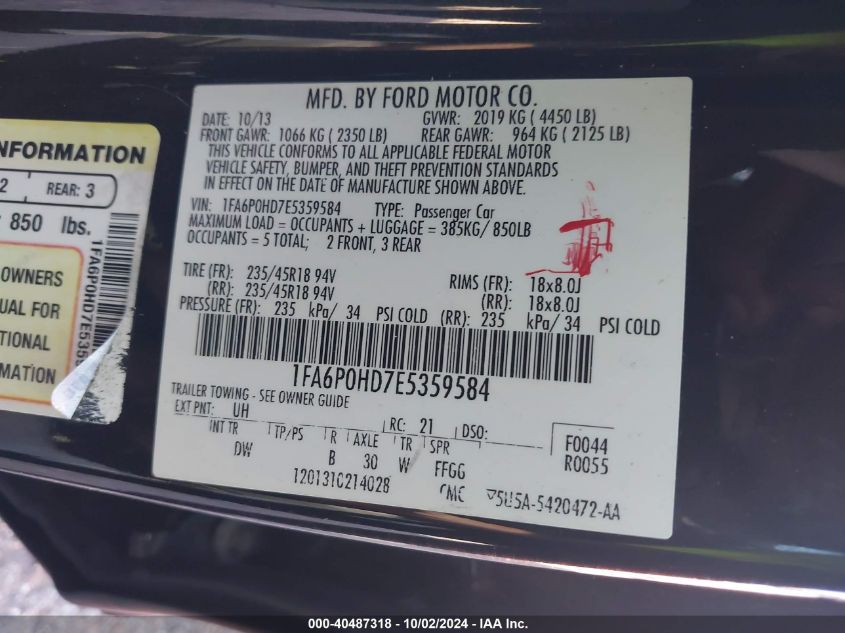 MFD. BY FORD MOTOR CO.
DATE: 10/13 GVWR: 2019 KG ( 4450 LB)
FRONT GAWR: 1066 KG ( 2350 LB) REAR GAWR: 964 KG ( 2125 LB)
THIS VEHICLE CONFORMS TO ALL APPLICABLE FEDERAL MOTOR
VEHICLE SAFETY, BUMPER, AND THEFT PREVENTION STANDARDS
IN EFFECT ON THE DATE OF MANUFACTURE SHOWN ABOVE.
VIN: 1FA6P0HD7E5359584 TYPE: Passenger Car
MAXIMUM LOAD = OCCUPANTS + LUGGAGE = 385KG/ 850LB
OCCUPANTS = 5 TOTAL; 2 FRONT, 3 REAR
TIRE (FR): 235/45R18 94V RIMS (FR): 18x8.0J
(RR): 235/45R18 94V (RR): 18x8.0J
PRESSURE (FR): 235 kPa/ 34 PSI COLD (RR): 235 kPa/ 34 PSI COLD
1FA6P0HD7E5359584
TRAILER TOWING - SEE OWNER GUIDE
EXT PNT: UH RC: 21 DSO:
INT TR TP/PS R AXLE TR SPR F0044
DW B 30 W FFGG R0055
1201310214028 CMC 5U5A-5420472-AA
NFORMATION
2 REAR: 3
850 lbs.
OWNERS
UAL FOR
TIONAL
MATION
1FA6P0HD7E535
000-40487318 - 10/02/2024 - IAA Inc.